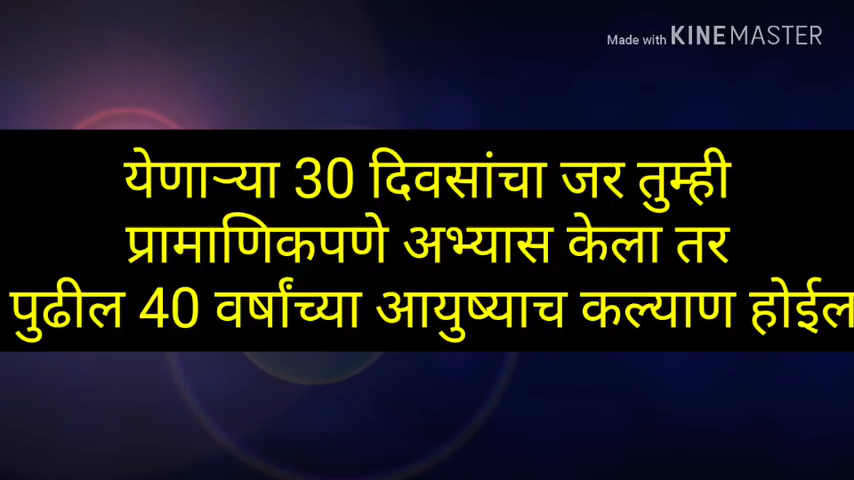 Made with KINEMASTER
येणाऱ्या 30 दिवसांचा जर तुम्ही
प्रामाणिकपणे अभ्यास केला तर
पुढील 40 वर्षांच्या आयुष्याच कल्याण होईल